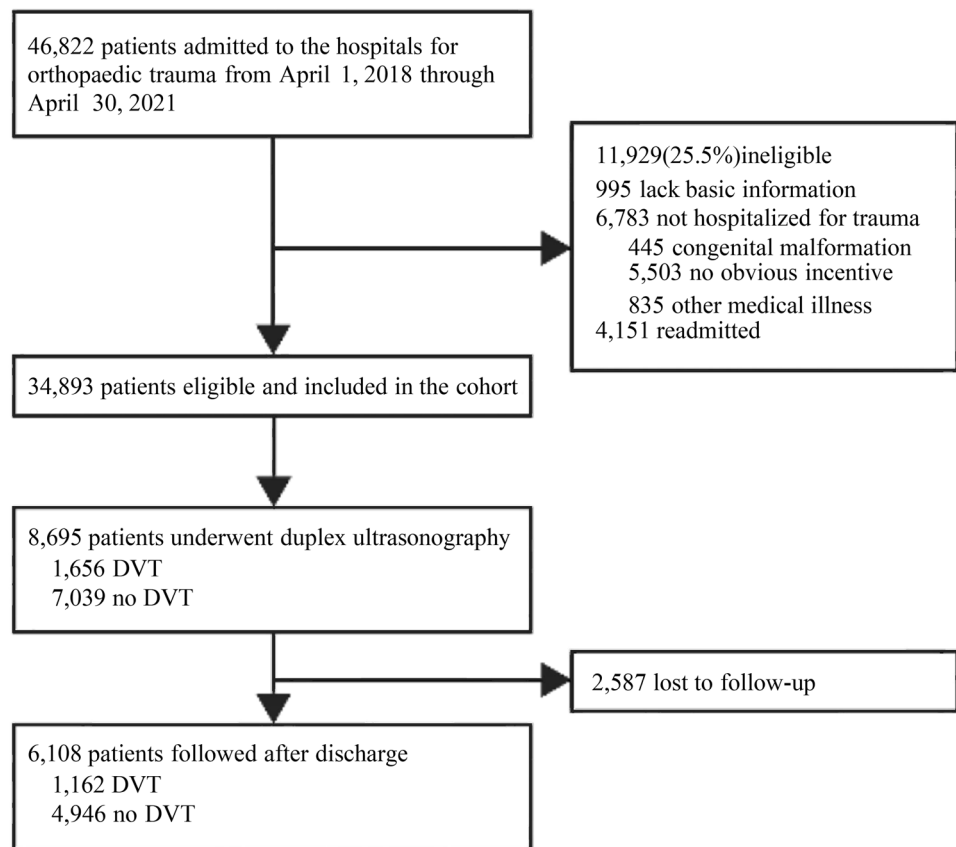 46,822 patients admitted to the hospitals for
orthopaedic trauma from April 1, 2018 through
April 30, 2021
11,929(25.5%)ineligible
995 lack basic information
6,783 not hospitalized for trauma
445 congenital malformation
5,503 no obvious incentive
835 other medical illness
4,151 readmitted
34,893 patients eligible and included in the cohort
8,695 patients underwent duplex ultrasonography
1,656 DVT
7,039 no DVT
2,587 lost to follow-up
6,108 patients followed after discharge
1,162 DVT
4,946 no DVT